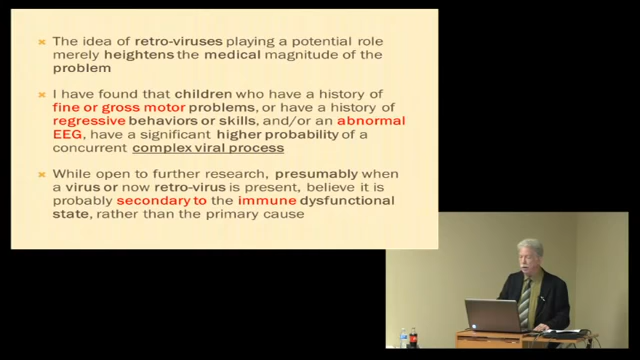 The idea of retro-viruses playing a potential role
merely heightens the medical magnitude of the
problem
I have found that children who have a history of
fine or gross motor problems, or have a history of
regressive behaviors or skills, and/or an abnormal
EEG, have a significant higher probability of a
concurrent complex viral process
While open to further research, presumably when
a virus or now retro-virus is present, believe it is
probably secondary to the immune dysfunctional
state, rather than the primary cause